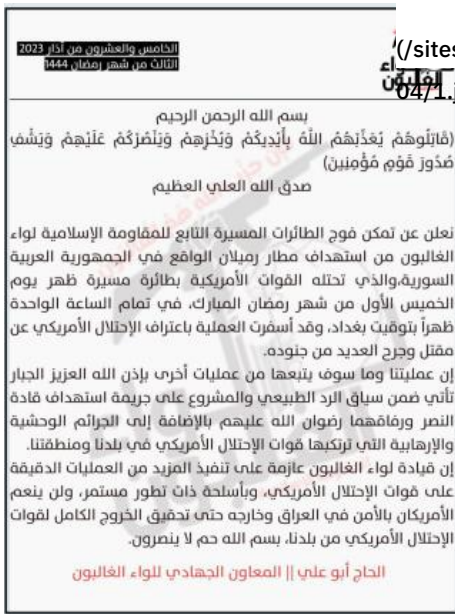 الخامس والعشرون من آذار 2023
الثالث من شهر رمضان 1444
(/sites
لواء
الغالبون
04/1.j
بسم الله الرحمن الرحيم
(قَاتِلُوهُمْ يُعَذِّبْهُمُ اللَّهُ بِأَيْدِيكُمْ وَيُخْزِهِمْ وَيَنْصُرْكُمْ عَلَيْهِمْ وَيَشْفِ
صُدُورَ قَوْمٍ مُؤْمِنِينَ)
صدق الله العلي العظيم
نعلن عن تمكن فوج الطائرات المسيرة التابع للمقاومة الإسلامية لواء
الغالبون من استهداف مطار رميلان الواقع في الجمهورية العربية
السورية،والذي تحتله القوات الأمريكية بطائرة مسيرة ظهر يوم
الخميس الأول من شهر رمضان المبارك، في تمام الساعة الواحدة
ظهراً بتوقيت بغداد، وقد أسفرت العملية باعتراف الإحتلال الأمريكي عن
مقتل وجرح العديد من جنوده.
إن عمليتنا وما سوف يتبعها من عمليات أخرى بإذن الله العزيز الجبار
تأتي ضمن سياق الرد الطبيعي والمشروع على جريمة استهداف قادة
النصر ورفاقهما رضوان الله عليهم بالإضافة إلى الجرائم الوحشية
والإرهابية التي ترتكبها قوات الإحتلال الأمريكي في بلدنا ومنطقتنا.
إن قيادة لواء الغالبون عازمة على تنفيذ المزيد من العمليات الدقيقة
على قوات الإحتلال الأمريكي، وبأسلحة ذات تطور مستمر، ولن ينعم
الأمريكان بالأمن في العراق وخارجه حتى تحقيق الخروج الكامل لقوات
الإحتلال الأمريكي من بلدنا، بسم الله حم لا ينصرون.
الحاج أبو علي || المعاون الجهادي للواء الغالبون